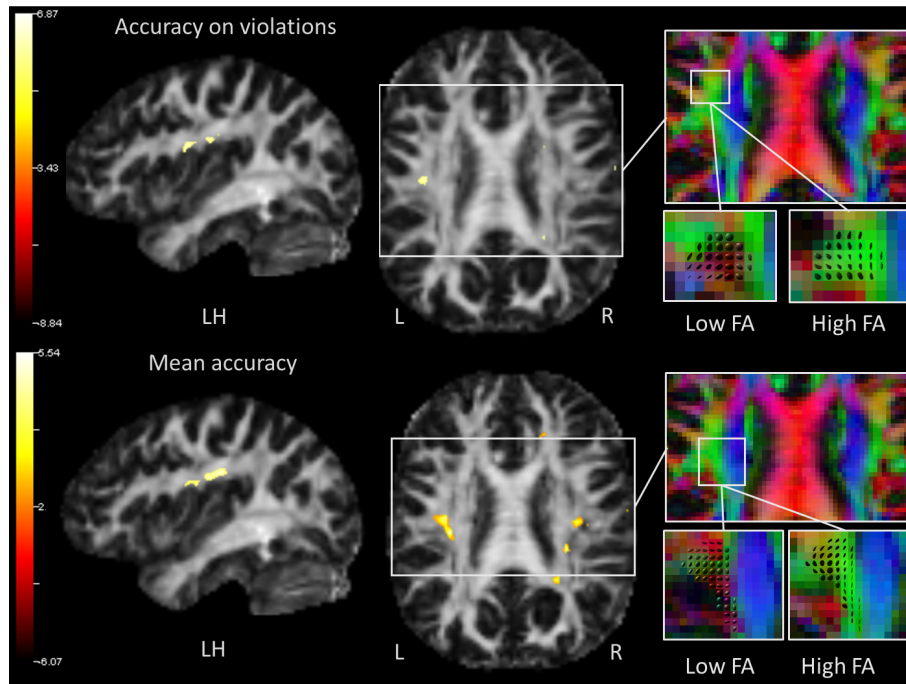 6.87
3.43
-8.84
Accuracy on violations
LH
L
R
Low FA
High FA
5.54
2.
-6.07
Mean accuracy
LH
L
R
Low FA
High FA